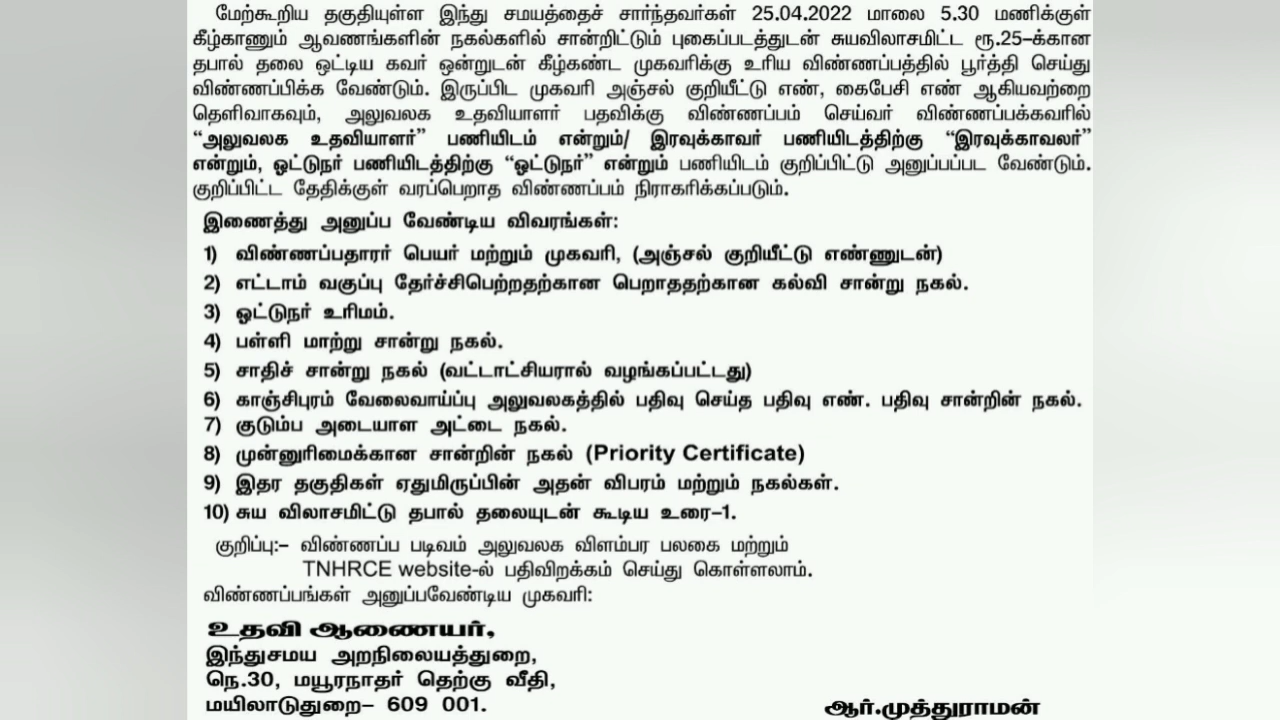 மேற்கூறிய தகுதியுள்ள இந்து சமயத்தைச் சார்ந்தவர்கள் 25.04.2022 மாலை 5.30 மணிக்குள்
கீழ்காணும் ஆவணங்களின் நகல்களில் சான்றிட்டும் புகைப்படத்துடன் சுயவிலாசமிட்ட ரூ.25–க்கான
தபால் தலை ஒட்டிய கவர் ஒன்றுடன் கீழ்கண்ட முகவரிக்கு உரிய விண்ணப்பத்தில் பூர்த்தி செய்து
விண்ணப்பிக்க வேண்டும். இருப்பிட முகவரி அஞ்சல் குறியீட்டு எண், கைபேசி எண் ஆகியவற்றை
தெளிவாகவும், அலுவலக உதவியாளர் பதவிக்கு விண்ணப்பம் செய்வர் விண்ணப்பக்கவரில்
“அலுவலக உதவியாளர்” பணியிடம் என்றும்/ இரவுக்காவர் பணியிடத்திற்கு “இரவுக்காவலர்”
என்றும், ஓட்டுநர் பணியிடத்திற்கு “ஓட்டுநர்” என்றும் பணியிடம் குறிப்பிட்டு அனுப்பப்பட வேண்டும்.
குறிப்பிட்ட தேதிக்குள் வரப்பெறாத விண்ணப்பம் நிராகரிக்கப்படும்.
இணைத்து அனுப்ப வேண்டிய விவரங்கள்:
1) விண்ணப்பதாரர் பெயர் மற்றும் முகவரி, (அஞ்சல் குறியீட்டு எண்ணுடன்)
2) எட்டாம் வகுப்பு தேர்ச்சிபெற்றதற்கான பெறாததற்கான கல்வி சான்று நகல்.
3) ஓட்டுநர் உரிமம்.
4) பள்ளி மாற்று சான்று நகல்.
5) சாதிச் சான்று நகல் (வட்டாட்சியரால் வழங்கப்பட்டது)
6) காஞ்சிபுரம் வேலைவாய்ப்பு அலுவலகத்தில் பதிவு செய்த பதிவு எண். பதிவு சான்றின் நகல்.
7) குடும்ப அடையாள அட்டை நகல்.
8) முன்னுரிமைக்கான சான்றின் நகல் (Priority Certificate)
9) இதர தகுதிகள் ஏதுமிருப்பின் அதன் விபரம் மற்றும் நகல்கள்.
10) சுய விலாசமிட்டு தபால் தலையுடன் கூடிய உரை–1.
குறிப்பு:– விண்ணப்ப படிவம் அலுவலக விளம்பர பலகை மற்றும்
TNHRCE website-ல் பதிவிறக்கம் செய்து கொள்ளலாம்.
விண்ணப்பங்கள் அனுப்பவேண்டிய முகவரி:
உதவி ஆணையர்,
இந்துசமய அறநிலையத்துறை,
நெ.30, மயூரநாதர் தெற்கு வீதி,
மயிலாடுதுறை– 609 001.
ஆர்.முத்துராமன்